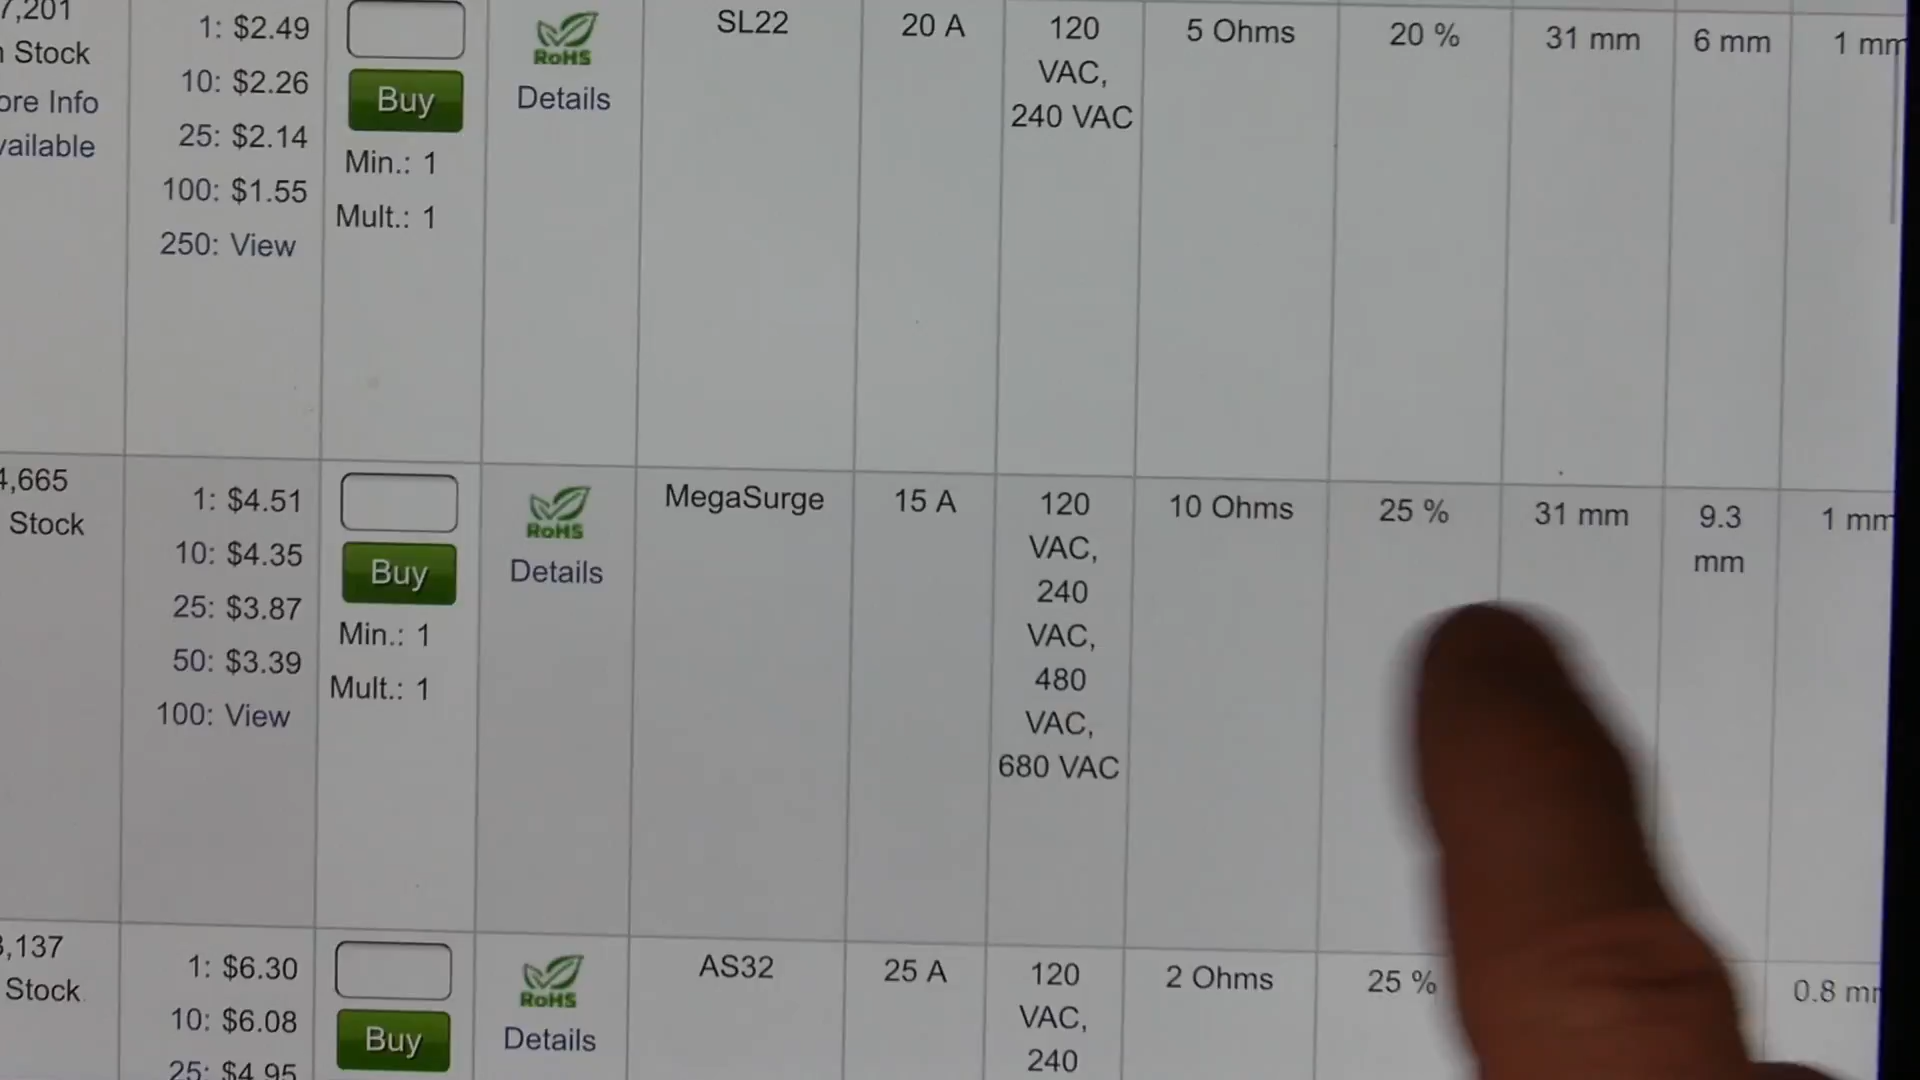 7,201
Stock
ore Info
vailable
1: $2.49
10: $2.26
25: $2.14
100: $1.55
250: View
Buy
Min.: 1
Mult.: 1
RoHS
Details
SL22
20 A
120
VAC,
240 VAC
5 Ohms
20 %
31 mm
6 mm
1 mm
4,665
Stock
1: $4.51
10: $4.35
25: $3.87
50: $3.39
100: View
Buy
Min.: 1
Mult.: 1
RoHS
Details
MegaSurge
15 A
120
VAC,
240
VAC,
480
VAC,
680 VAC
10 Ohms
25 %
31 mm
9.3
mm
1 mm
3,137
Stock
1: $6.30
10: $6.08
25: $4.95
Buy
RoHS
Details
AS32
25 A
120
VAC,
240
2 Ohms
25 %
0.8 mm